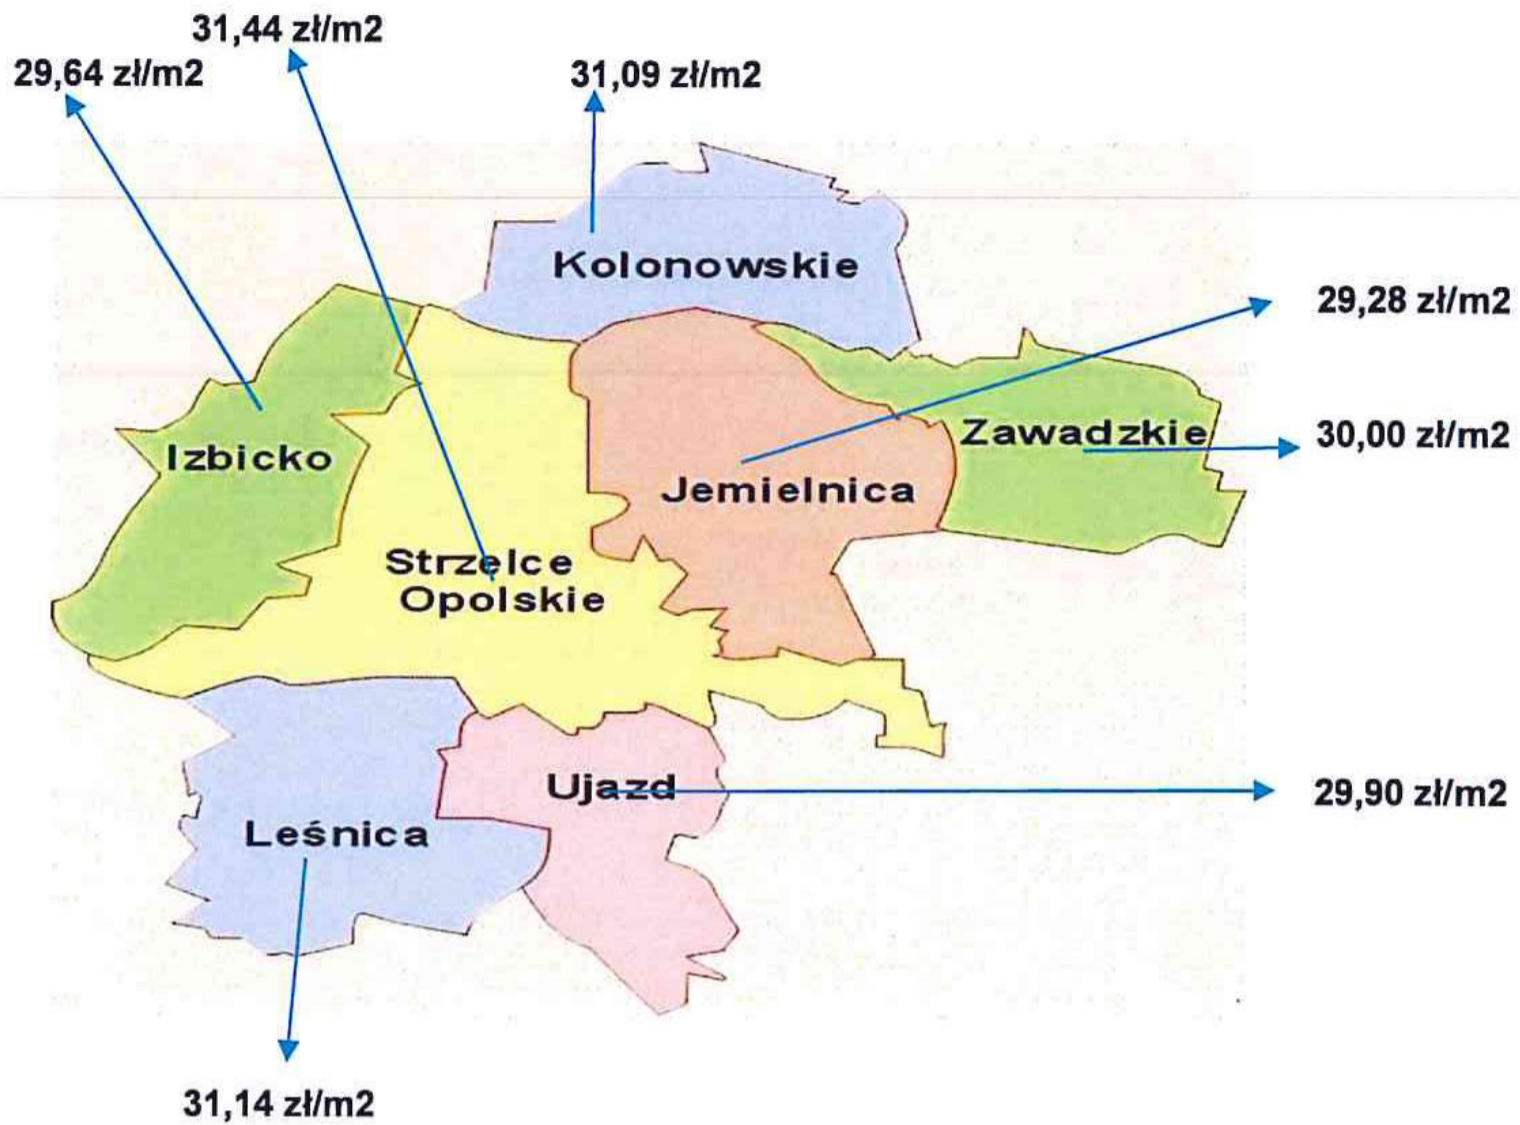 31,44 zł/m2
29,64 zł/m2
31,09 zł/m2
Kolonowskie
29,28 zł/m2
Zawadzkie
30,00 zł/m2
Izbicko
Jemielnica
Strzelce
Opolskie
Ujazd
29,90 zł/m2
Leśnica
31,14 zł/m2